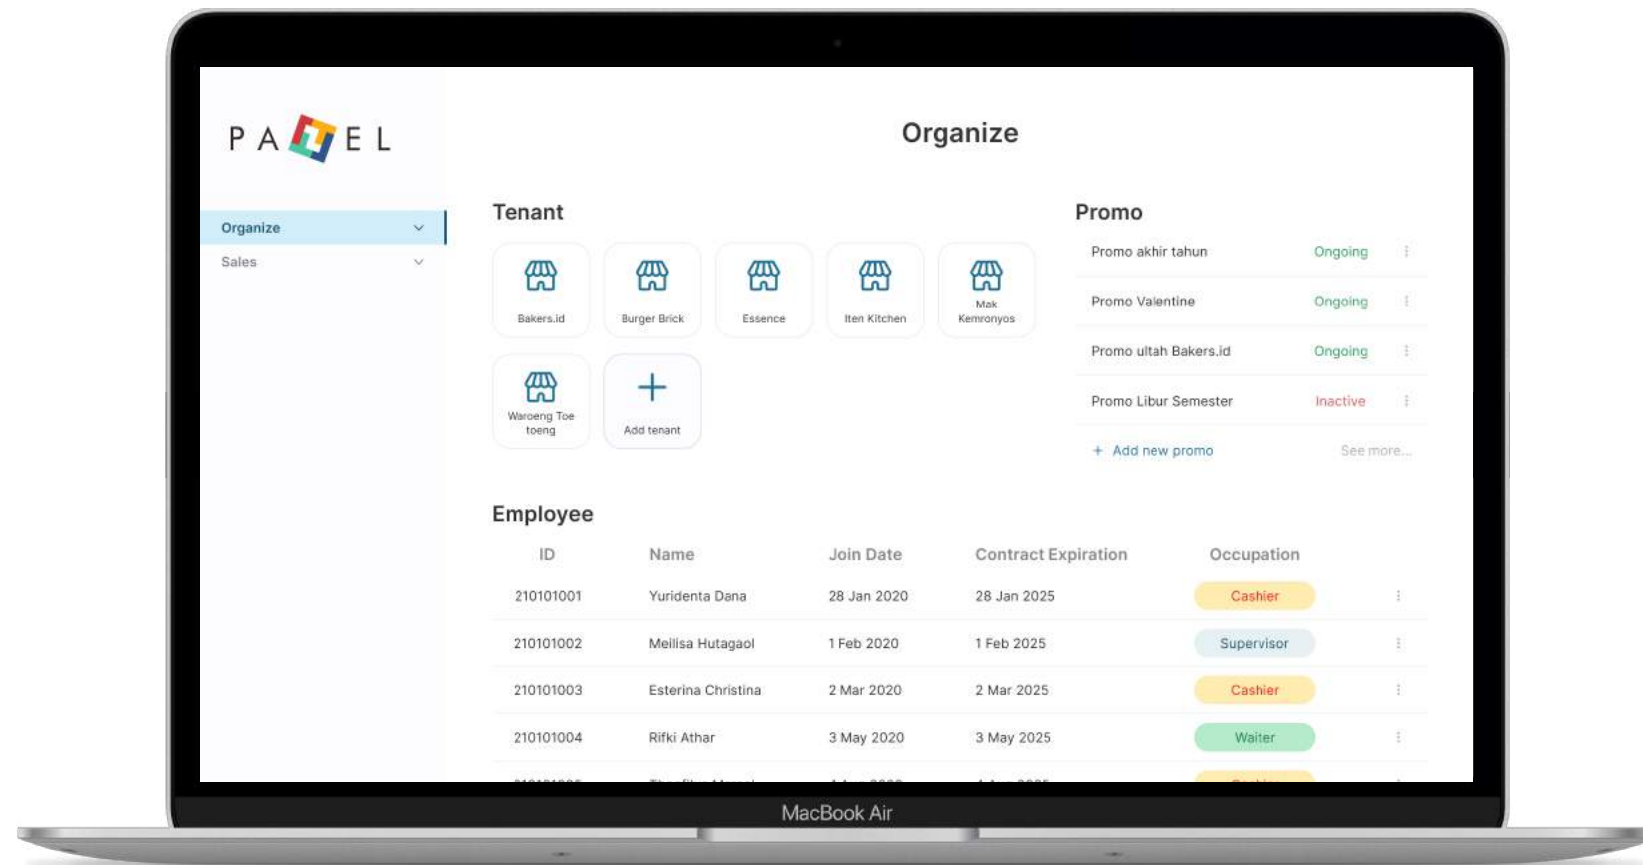 PATEL
Organize
Sales
Organize
Tenant
Bakers.id
Burger Brick
Essence
Iten Kitchen
Mak
Kemronyos
Waroeng Toe
toeng
Add tenant
Promo
Promo akhir tahun Ongoing
Promo Valentine Ongoing
Promo ultah Bakers.id Ongoing
Promo Libur Semester Inactive
+ Add new promo See more...
Employee
ID Name Join Date Contract Expiration Occupation
210101001 Yuridenta Dana 28 Jan 2020 28 Jan 2025 Cashier
210101002 Meilisa Hutagaol 1 Feb 2020 1 Feb 2025 Supervisor
210101003 Esterina Christina 2 Mar 2020 2 Mar 2025 Cashier
210101004 Rifki Athar 3 May 2020 3 May 2025 Waiter
MacBook Air